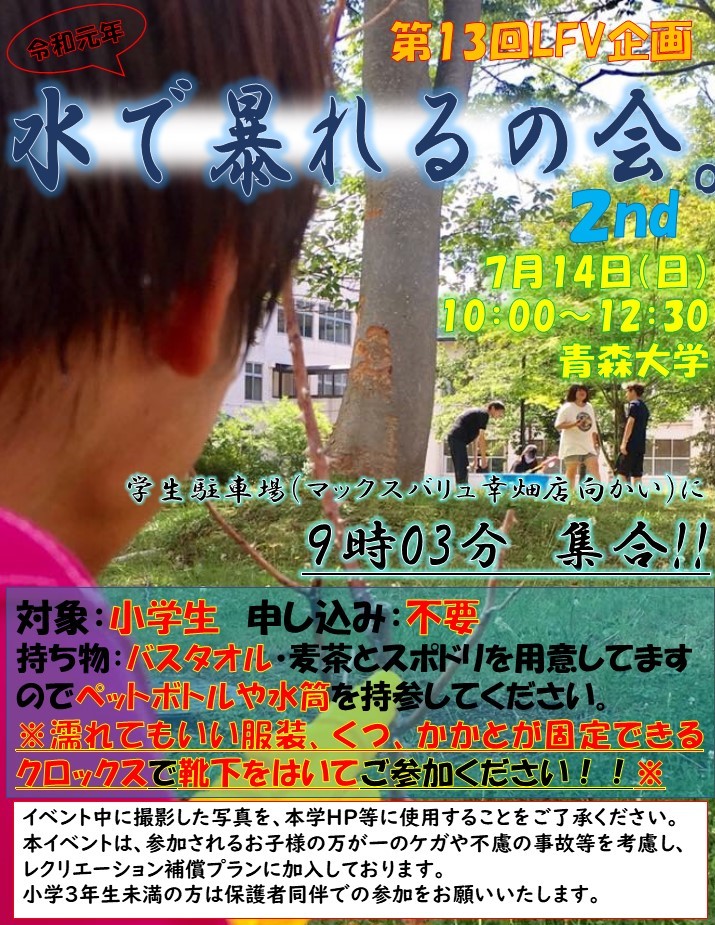 令和元年
第13回LFV企画
水で暴れるの会。
2nd
7月14日(日)
10:00～12:30
青森大学
学生駐車場(マックスバリュ幸畑店向かい)に
9時03分 集合!!
対象:小学生 申し込み:不要
持ち物:バスタオル・麦茶とスポドリを用意してます
のでペットボトルや水筒を持参してください。
※濡れてもいい服装、くつ、かかとが固定できる
クロックスで靴下をはいてご参加ください！！※
イベント中に撮影した写真を、本学HP等に使用することをご了承ください。
本イベントは、参加されるお子様の万が一のケガや不慮の事故等を考慮し、
レクリエーション補償プランに加入しております。
小学3年生未満の方は保護者同伴での参加をお願いいたします。